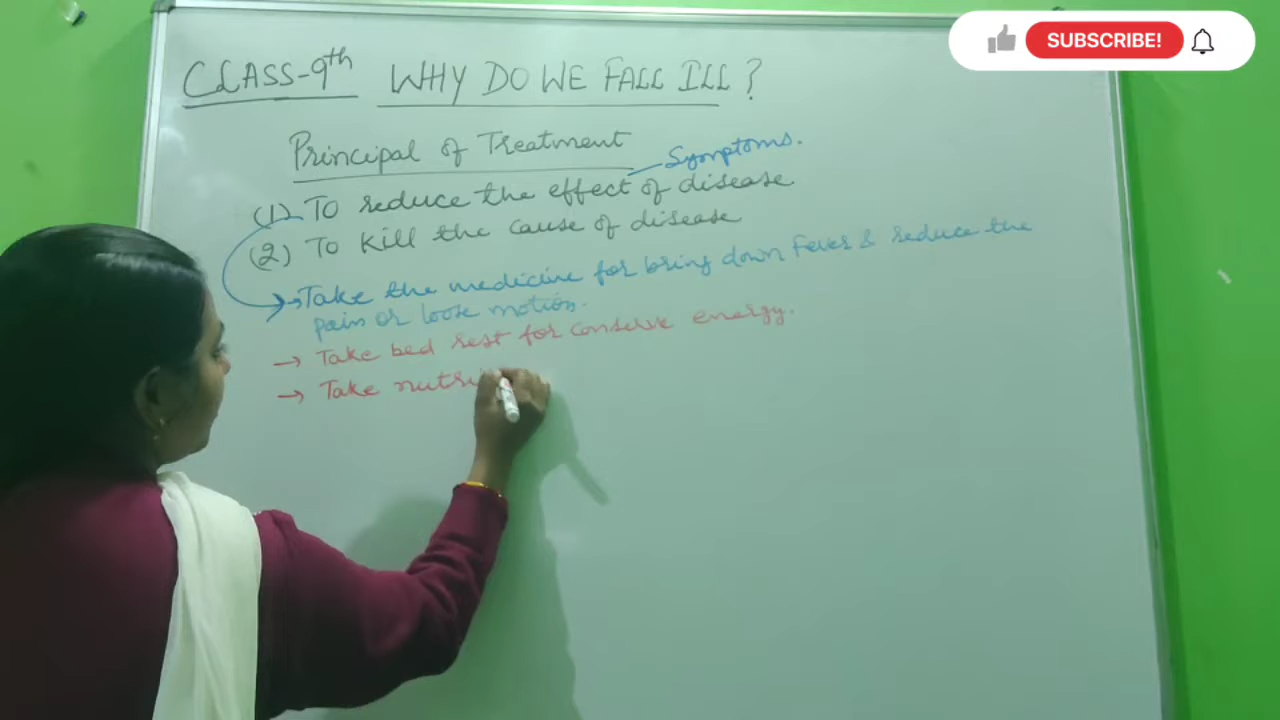 SUBSCRIBE!
CLASS-9th WHY DO WE FALL ILL?
Principal of Treatment
Symptoms.
(1) To reduce the effect of disease.
(2) To kill the cause of disease
→ Take the medicine for bring down fever & reduce the
pain or loose motion.
→ Take bed rest for conserve energy.
→ Take nutri